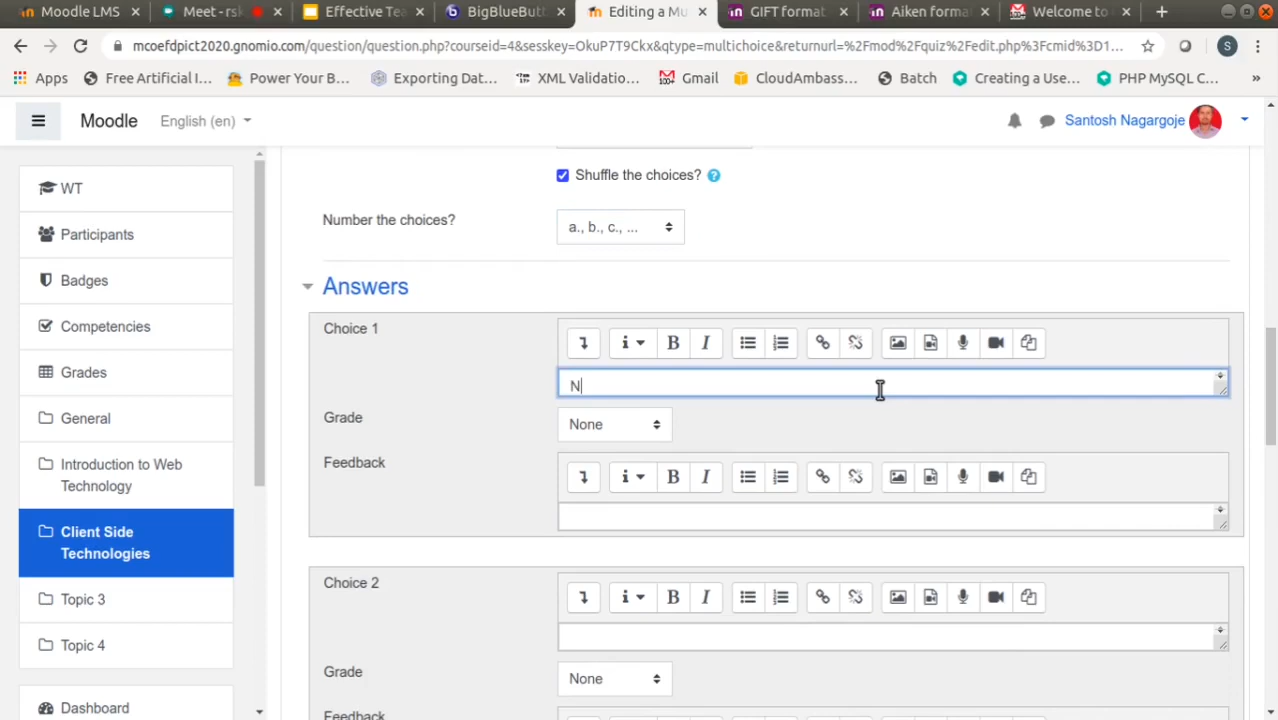 Moodle LMS
Meet - rsk
Effective Tea
BigBlueButt
Editing a Mu
GIFT format
Aiken forma
Welcome to
mcoefdpict2020.gnomio.com/question/question.php?courseid=4&sesskey=OkuP7T9Ckx&qtype=multichoice&returnurl=%2Fmod%2Fquiz%2Fedit.php%3Fcmid%3D1...
S
Apps
Free Artificial I...
Power Your B...
Exporting Dat...
XML Validatio...
Gmail
CloudAmbass...
Batch
Creating a Use...
PHP MySQL C...
»
Moodle
English (en)
Santosh Nagargoje
WT
Participants
Badges
Competencies
Grades
General
Introduction to Web
Technology
Client Side
Technologies
Topic 3
Topic 4
Dashboard
Shuffle the choices?
Number the choices?
a., b., c., ...
Answers
Choice 1
N
Grade
None
Feedback
Choice 2
Grade
None
Feedback